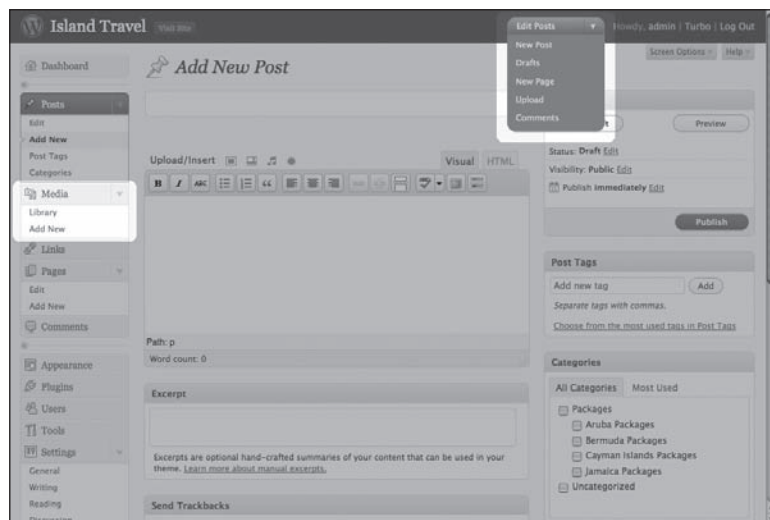 Island Travel Visit Site
Edit Posts
Howdy, admin | Turbo | Log Out
New Post
Drafts
New Page
Upload
Comments
Screen Options Help
Dashboard
Posts
Edit
Add New
Post Tags
Categories
Media
Library
Add New
Links
Pages
Edit
Add New
Comments
Appearance
Plugins
Users
Tools
Settings
General
Writing
Reading
Discussion
Add New Post
Upload/Insert
Visual HTML
B I ABC
Path: p
Word count: 0
Excerpt
Excerpts are optional hand-crafted summaries of your content that can be used in your
theme. Learn more about manual excerpts.
Send Trackbacks
Preview
Status: Draft Edit
Visibility: Public Edit
Publish immediately Edit
Publish
Post Tags
Add new tag Add
Separate tags with commas.
Choose from the most used tags in Post Tags
Categories
All Categories Most Used
Packages
Aruba Packages
Bermuda Packages
Cayman Islands Packages
Jamaica Packages
Uncategorized